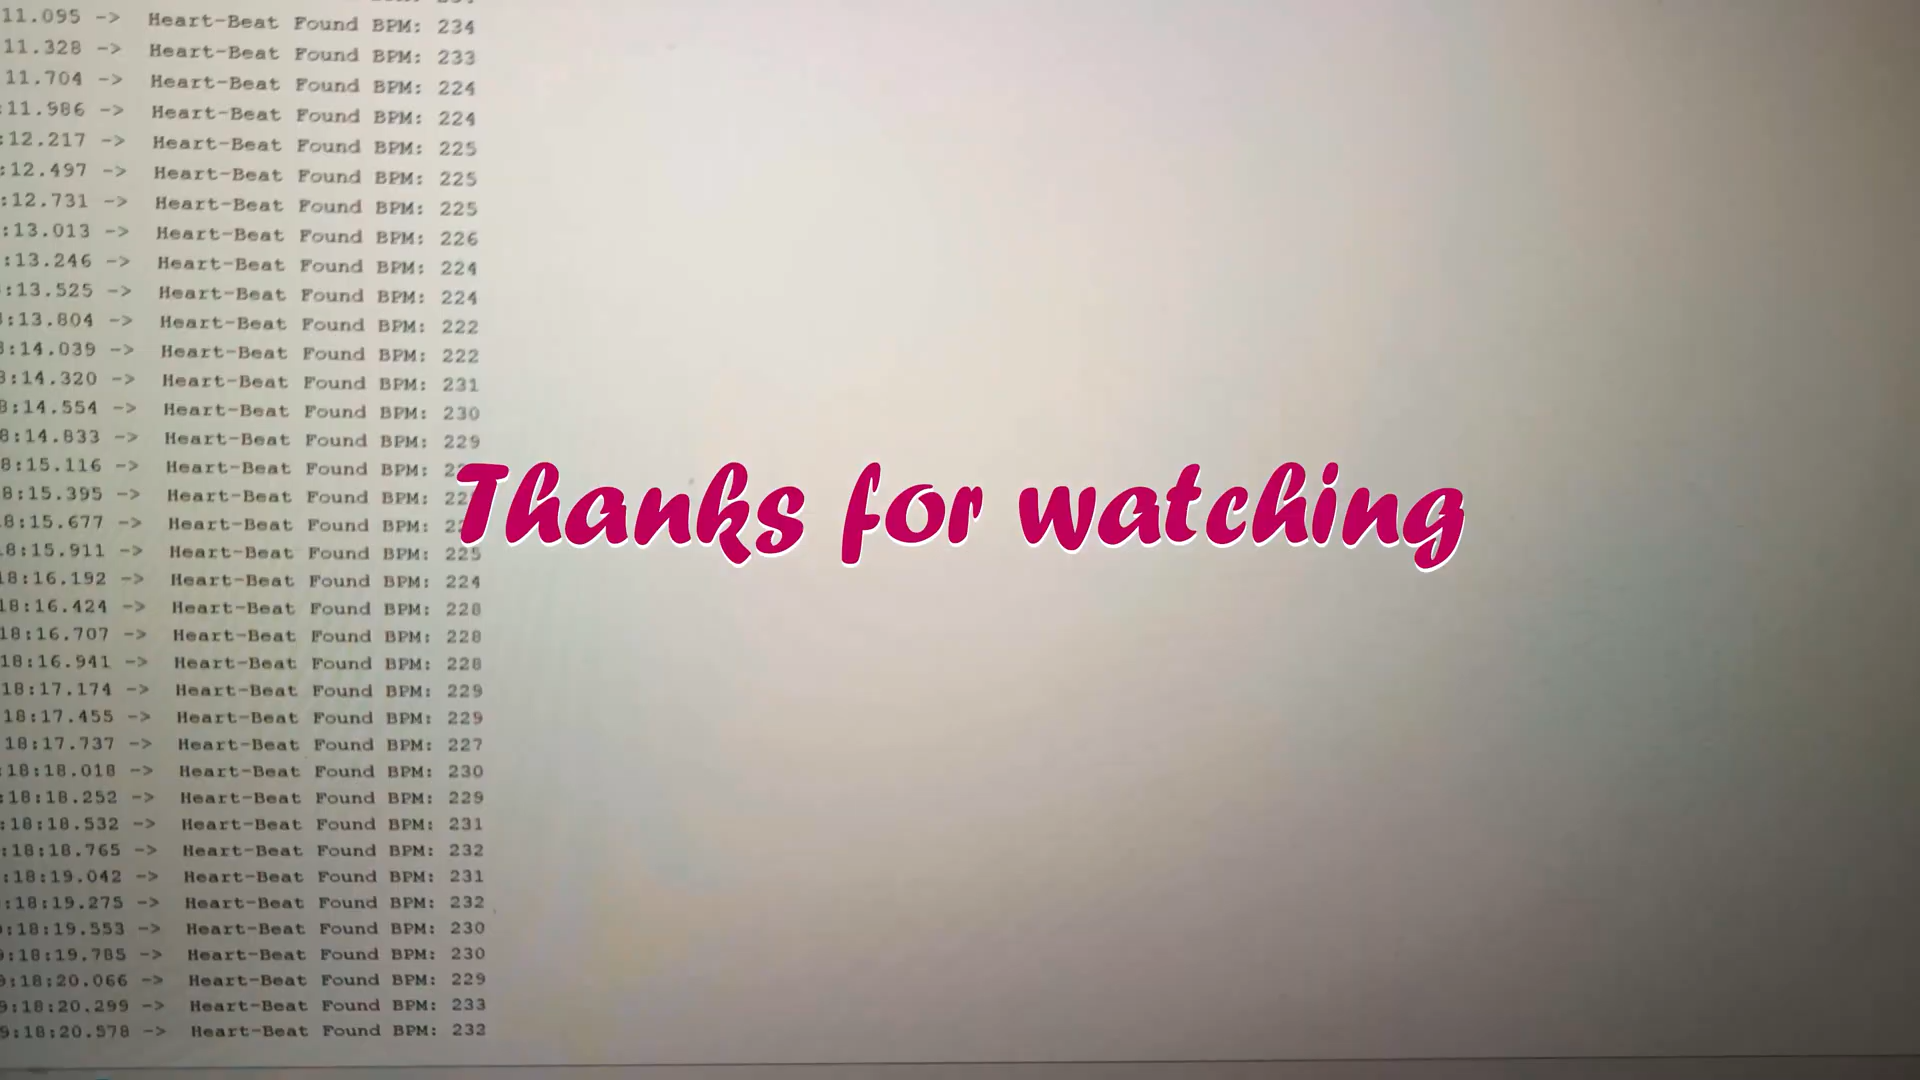 11.095 -> Heart-Beat Found BPM: 234
11.328 -> Heart-Beat Found BPM: 233
11.704 -> Heart-Beat Found BPM: 224
:11.986 -> Heart-Beat Found BPM: 224
:12.217 -> Heart-Beat Found BPM: 225
:12.497 -> Heart-Beat Found BPM: 225
:12.731 -> Heart-Beat Found BPM: 225
:13.013 -> Heart-Beat Found BPM: 226
:13.246 -> Heart-Beat Found BPM: 224
:13.525 -> Heart-Beat Found BPM: 224
8:13.804 -> Heart-Beat Found BPM: 222
8:14.039 -> Heart-Beat Found BPM: 222
8:14.320 -> Heart-Beat Found BPM: 231
8:14.554 -> Heart-Beat Found BPM: 230
8:14.833 -> Heart-Beat Found BPM: 229
8:15.116 -> Heart-Beat Found BPM:
8:15.395 -> Heart-Beat Found BPM:
8:15.677 -> Heart-Beat Found BPM:
Thanks for watching
18:15.911 -> Heart-Beat Found BPM: 225
18:16.192 -> Heart-Beat Found BPM: 224
18:16.424 -> Heart-Beat Found BPM: 228
18:16.707 -> Heart-Beat Found BPM: 228
18:16.941 -> Heart-Beat Found BPM: 228
18:17.174 -> Heart-Beat Found BPM: 229
18:17.455 -> Heart-Beat Found BPM: 229
18:17.737 -> Heart-Beat Found BPM: 227
:18:18.018 -> Heart-Beat Found BPM: 230
:18:18.252 -> Heart-Beat Found BPM: 229
:18:18.532 -> Heart-Beat Found BPM: 231
:18:18.765 -> Heart-Beat Found BPM: 232
:18:19.042 -> Heart-Beat Found BPM: 231
:18:19.275 -> Heart-Beat Found BPM: 232
:18:19.553 -> Heart-Beat Found BPM: 230
9:18:19.785 -> Heart-Beat Found BPM: 230
9:18:20.066 -> Heart-Beat Found BPM: 229
9:18:20.299 -> Heart-Beat Found BPM: 233
9:18:20.578 -> Heart-Beat Found BPM: 232